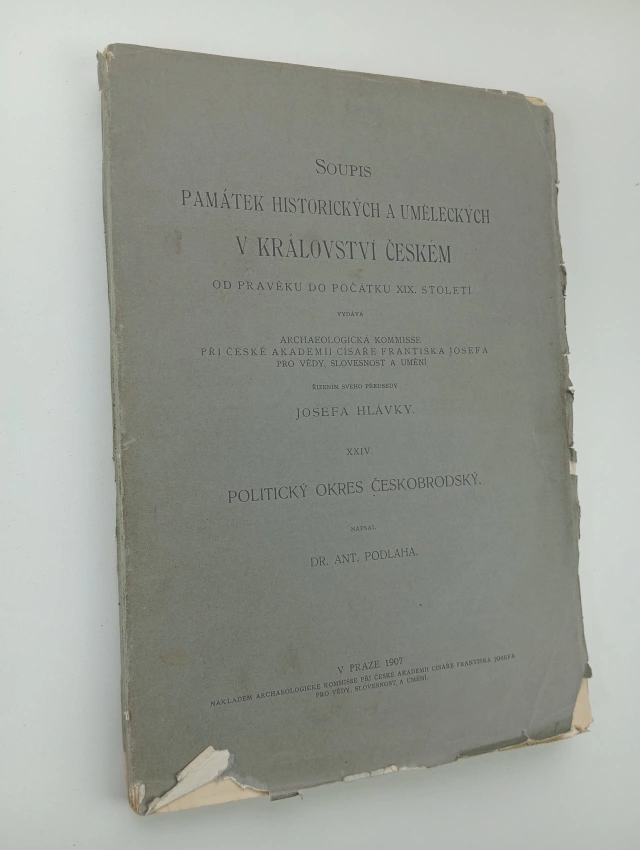 SOUPIS
PAMÁTEK HISTORICKÝCH A UMĚLECKÝCH
V KRÁLOVSTVÍ ČESKÉM
OD PRAVĚKU DO POČÁTKU XIX. STOLETÍ
VYDÁVÁ
ARCHAEOLOGICKÁ KOMMISSE
PŘI ČESKÉ AKADEMII CÍSAŘE FRANTIŠKA JOSEFA
PRO VĚDY, SLOVESNOST A UMĚNÍ
ŘÍZENÍM SVÉHO PŘEDSEDY
JOSEFA HLÁVKY.
XXIV.
POLITICKÝ OKRES ČESKOBRODSKÝ.
NAPSAL
DR. ANT. PODLAHA.
V PRAZE 1907
NÁKLADEM ARCHAEOLOGICKÉ KOMMISSE PŘI ČESKÉ AKADEMII CÍSAŘE FRANTIŠKA JOSEFA
PRO VĚDY, SLOVESNOST A UMĚNÍ.